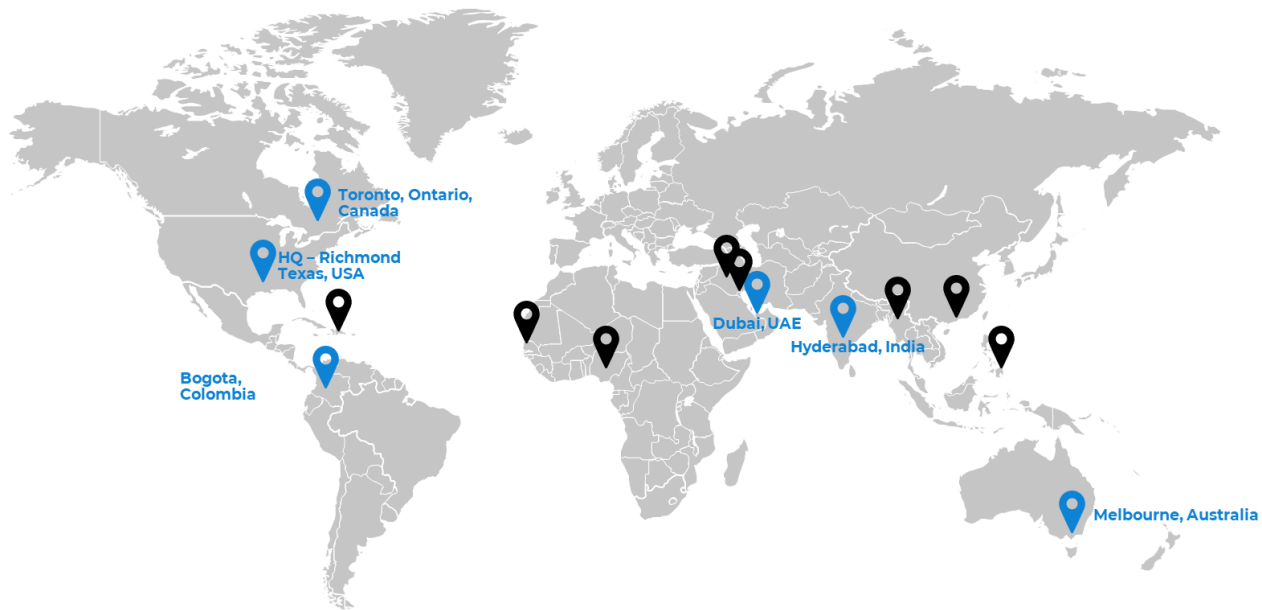 Toronto, Ontario,
Canada
HQ – Richmond
Texas, USA
Dubai, UAE
Hyderabad, India
Bogota,
Colombia
Melbourne, Australia